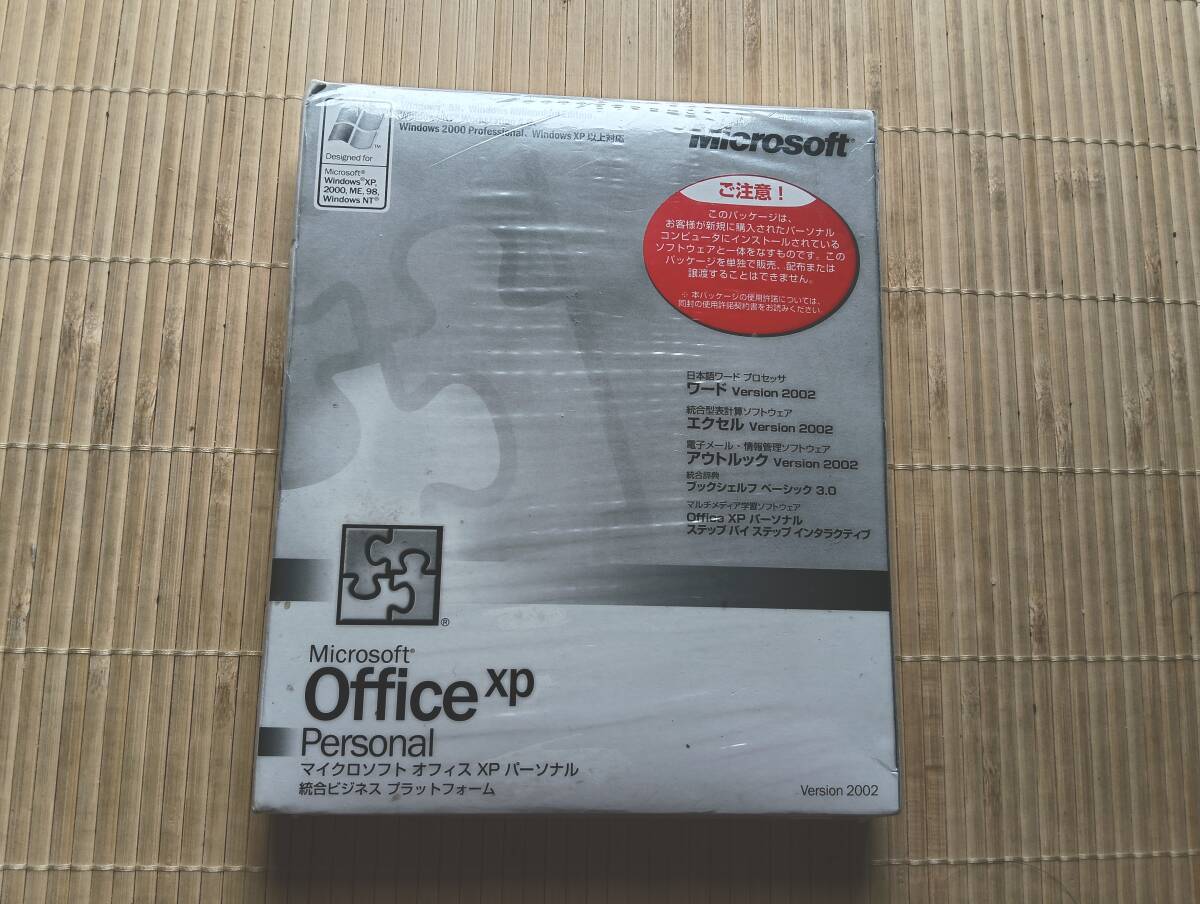 Windows 2000 Professional、Windows XP 以上対応
Microsoft®
Designed for
Microsoft®
Windows®XP,
2000, ME, 98,
Windows NT®
ご注意！
このパッケージは、
お客様が新規に購入されたパーソナル
コンピュータにインストールされている
ソフトウェアと一体をなすものです。この
パッケージを単独で販売、配布または
譲渡することはできません。
※ 本パッケージの使用許諾については、
同封の使用許諾契約書をお読みください。
日本語ワード プロセッサ
ワード Version 2002
統合型表計算ソフトウェア
エクセル Version 2002
電子メール・情報管理ソフトウェア
アウトルック Version 2002
統合辞典
ブックシェルフ ベーシック 3.0
マルチメディア学習ソフトウェア
Office XP パーソナル
ステップ バイ ステップ インタラクティブ
Microsoft®
Office xp
Personal
マイクロソフト オフィス XP パーソナル
統合ビジネス プラットフォーム
Version 2002